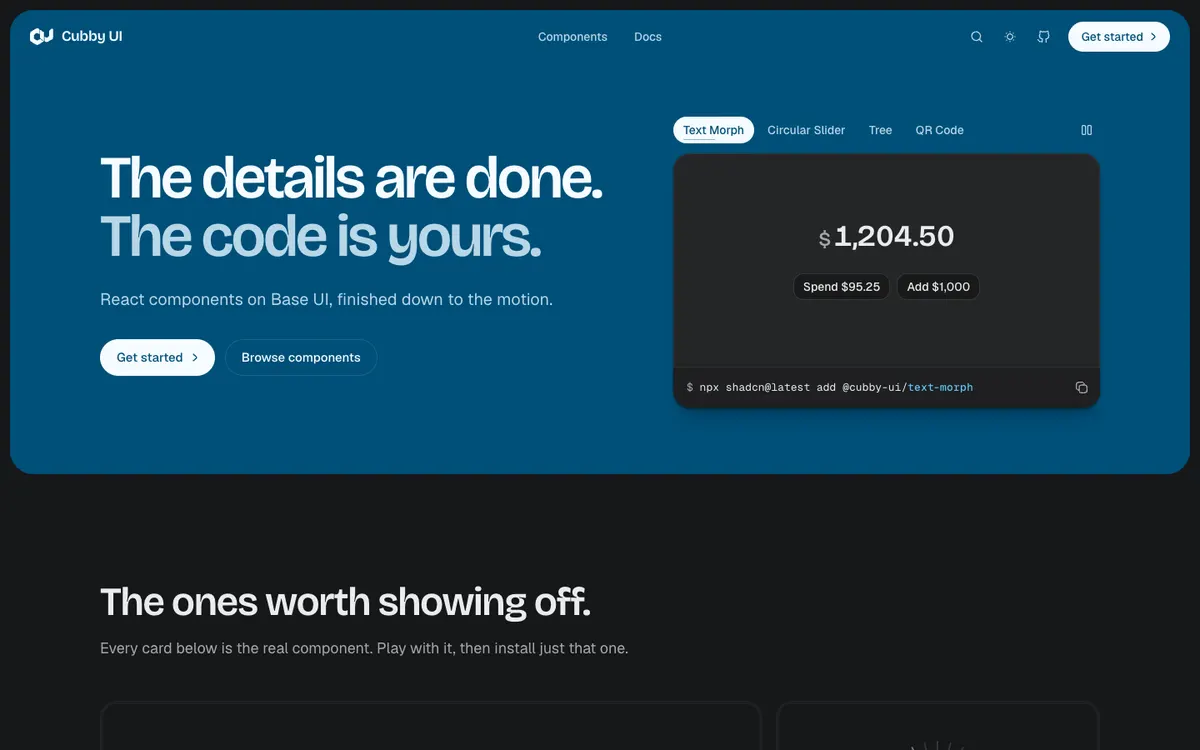 Cubby UI
Components
Docs
Get started
The details are done.
The code is yours.
React components on Base UI, finished down to the motion.
Get started
Browse components
Text Morph
Circular Slider
Tree
QR Code
$1,204.50
Spend $95.25
Add $1,000
$ npx shadcn@latest add @cubby-ui/text-morph
The ones worth showing off.
Every card below is the real component. Play with it, then install just that one.